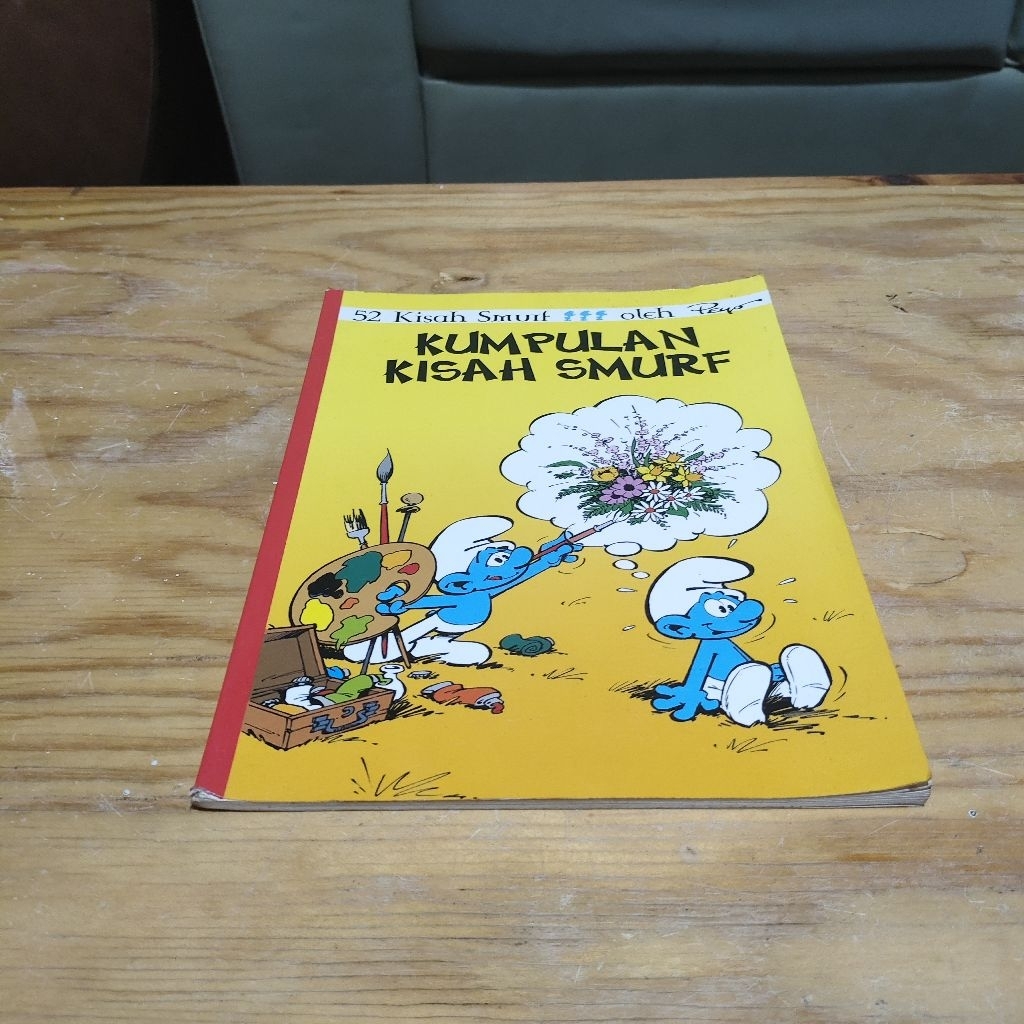 52 Kisah Smurf oleh Peyo
KUMPULAN
KISAH SMURF